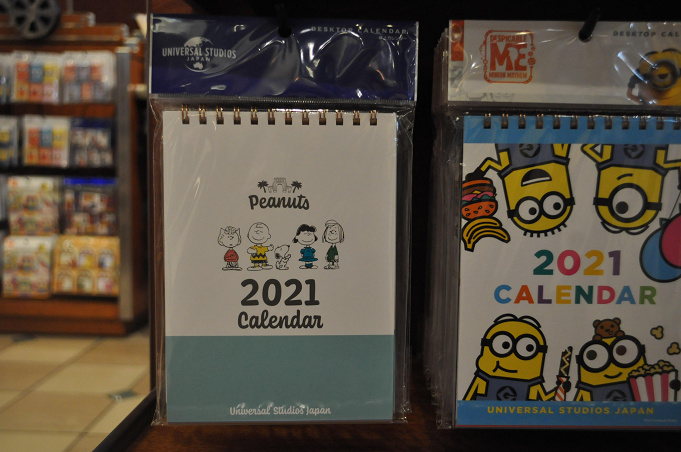 UNIVERSAL STUDIOS
JAPAN
DESKTOP CALENDAR
Peanuts
2021
Calendar
Universal Studios Japan
DESPICABLE
ME
MINION MAYHEM
DESKTOP CAL
2021
CALENDAR
UNIVERSAL STUDIOS JAPAN